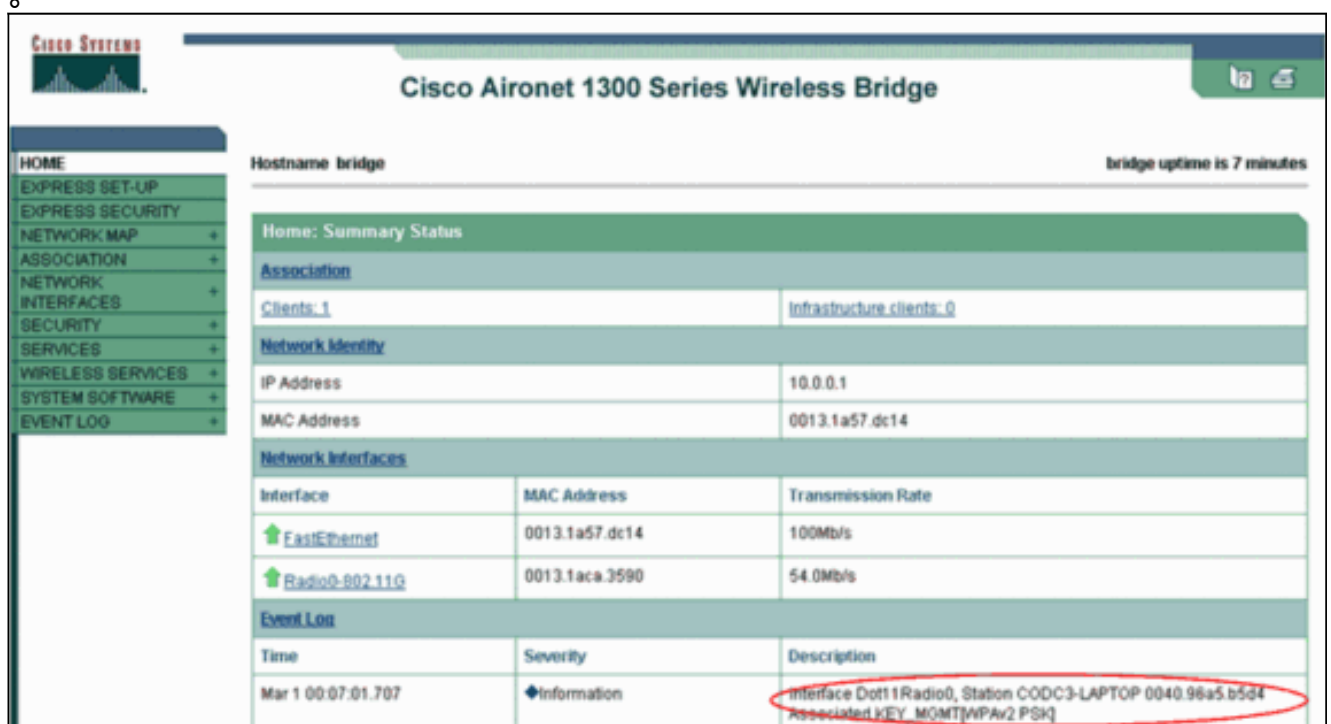 。
CISCO SYSTEMS
Cisco Aironet 1300 Series Wireless Bridge
HOME
EXPRESS SET-UP
EXPRESS SECURITY
NETWORK MAP +
ASSOCIATION +
NETWORK
INTERFACES +
SECURITY +
SERVICES +
WIRELESS SERVICES +
SYSTEM SOFTWARE +
EVENT LOG +
Hostname bridge
bridge uptime is 7 minutes
Home: Summary Status
Association
Clients: 1 Infrastructure clients: 0
Network Identity
IP Address 10.0.0.1
MAC Address 0013.1a57.dc14
Network Interfaces
Interface MAC Address Transmission Rate
FastEthernet 0013.1a57.dc14 100Mb/s
Radio0-802.11G 0013.1aca.3590 54.0Mb/s
Event Log
Time Severity Description
Mar 1 00:07:01.707 Information Interface Dot11Radio0, Station CODC3-LAPTOP 0040.96a5.b5d4
Associated KEY_MGMT[WPAv2 PSK]